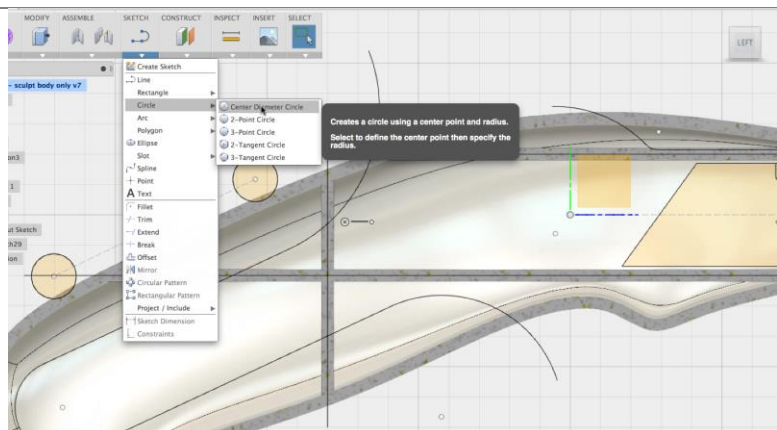 MODIFY ASSEMBLE SKETCH CONSTRUCT INSPECT INSERT SELECT
LEFT
- sculpt body only v7
Create Sketch
Line
Rectangle
Circle
Center Diameter Circle
Arc
2-Point Circle
Polygon
3-Point Circle
Ellipse
2-Tangent Circle
Slot
3-Tangent Circle
Spline
Point
Text
Fillet
Trim
Extend
Break
Offset
Mirror
Circular Pattern
Rectangular Pattern
Project / Include
Sketch Dimension
Constraints
Creates a circle using a center point and radius.
Select to define the center point then specify the
radius.
on3
1
ut Sketch
ch29
ion